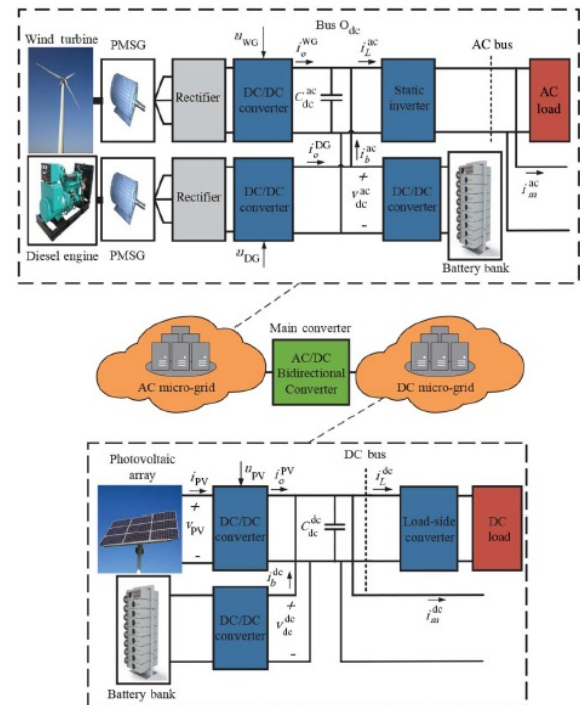 Bus O_dc
Wind turbine
PMSG
u_WG
i_o^WG
i_L^ac
AC bus
Rectifier
DC/DC
converter
C_dc^ac
Static
inverter
AC
load
i_o^DG
i_b^ac
i_m^ac
Diesel engine
PMSG
Rectifier
DC/DC
converter
+
v_dc^ac
-
DC/DC
converter
Battery bank
u_DG
Main converter
AC micro-grid
AC/DC
Bidirectional
Converter
DC micro-grid
Photovoltaic
array
i_PV
u_PV
i_o^PV
DC bus
i_L^dc
+
v_PV
-
DC/DC
converter
C_dc^dc
Load-side
converter
DC
load
i_b^dc
i_m^dc
DC/DC
converter
+
v_dc^dc
-
Battery bank